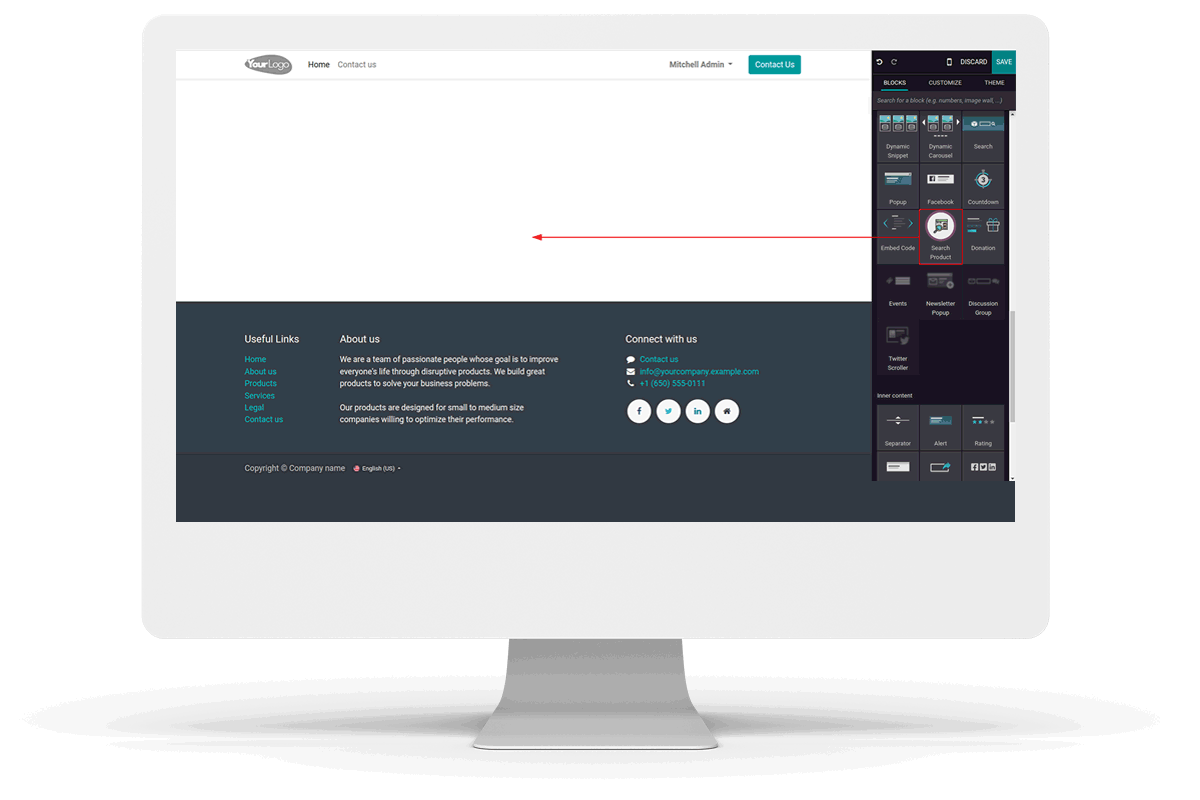 YourLogo
Home Contact us
Mitchell Admin
Contact Us
DISCARD SAVE
BLOCKS CUSTOMIZE THEME
Search for a block (e.g. numbers, image wall, ...)
Dynamic
Snippet
Dynamic
Carousel
Search
Popup
Facebook
Countdown
3
Embed Code
Search
Product
Donation
Events
Newsletter
Popup
Discussion
Group
Twitter
Scroller
Inner content
Separator
Alert
Rating
Useful Links
Home
About us
Products
Services
Legal
Contact us
About us
We are a team of passionate people whose goal is to improve
everyone's life through disruptive products. We build great
products to solve your business problems.
Our products are designed for small to medium size
companies willing to optimize their performance.
Connect with us
Contact us
info@yourcompany.example.com
+1 (650) 555-0111
Copyright © Company name
English (US)